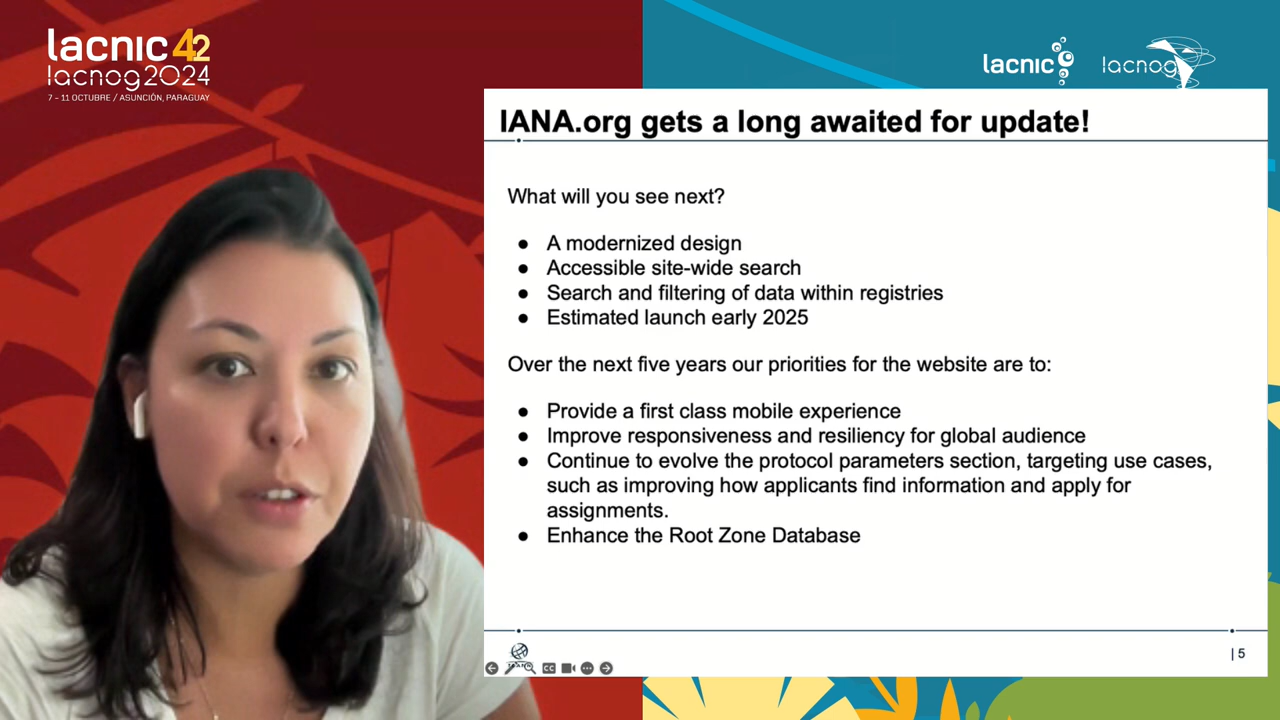 lacnic 42
lacnog2024
7 - 11 OCTUBRE / ASUNCIÓN, PARAGUAY
lacnic
lacnog
IANA.org gets a long awaited for update!
What will you see next?
● A modernized design
● Accessible site-wide search
● Search and filtering of data within registries
● Estimated launch early 2025
Over the next five years our priorities for the website are to:
● Provide a first class mobile experience
● Improve responsiveness and resiliency for global audience
● Continue to evolve the protocol parameters section, targeting use cases,
such as improving how applicants find information and apply for
assignments.
● Enhance the Root Zone Database
CC
| 5